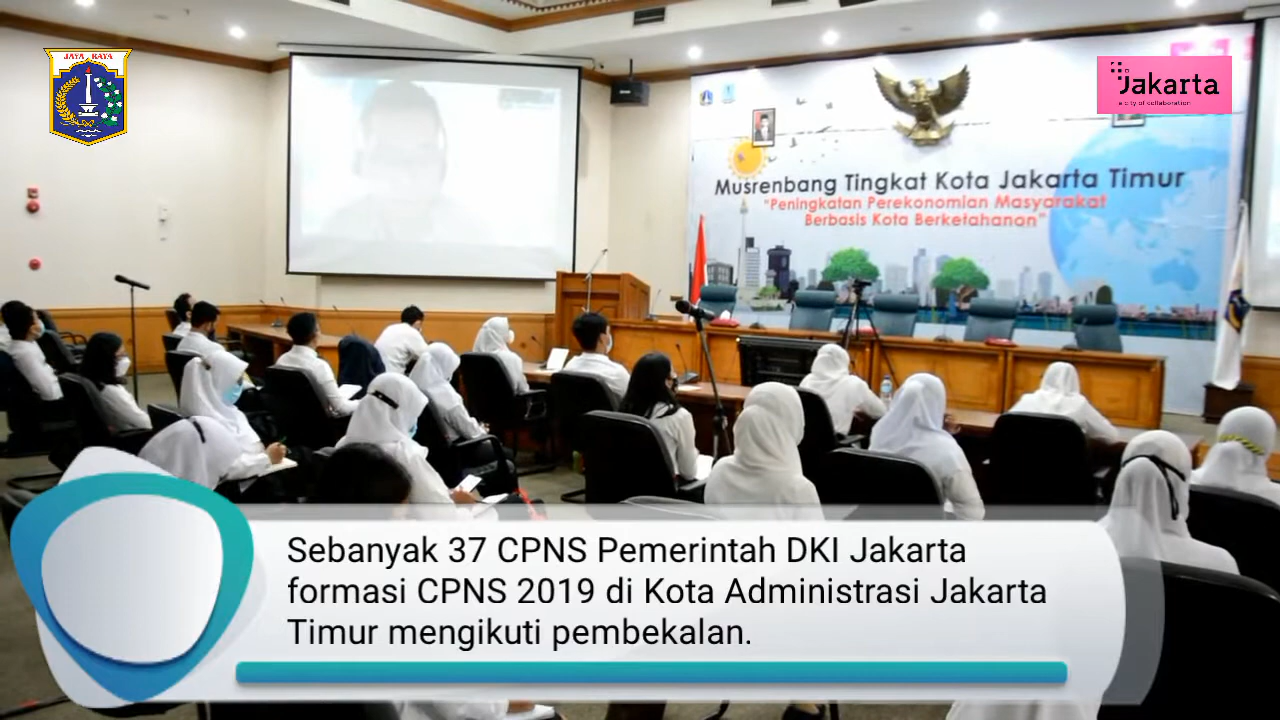 JAYA RAYA
Jakarta
a city of collaboration
Musrenbang Tingkat Kota Jakarta Timur
"Peningkatan Perekonomian Masyarakat
Berbasis Kota Berketahanan"
Sebanyak 37 CPNS Pemerintah DKI Jakarta
formasi CPNS 2019 di Kota Administrasi Jakarta
Timur mengikuti pembekalan.